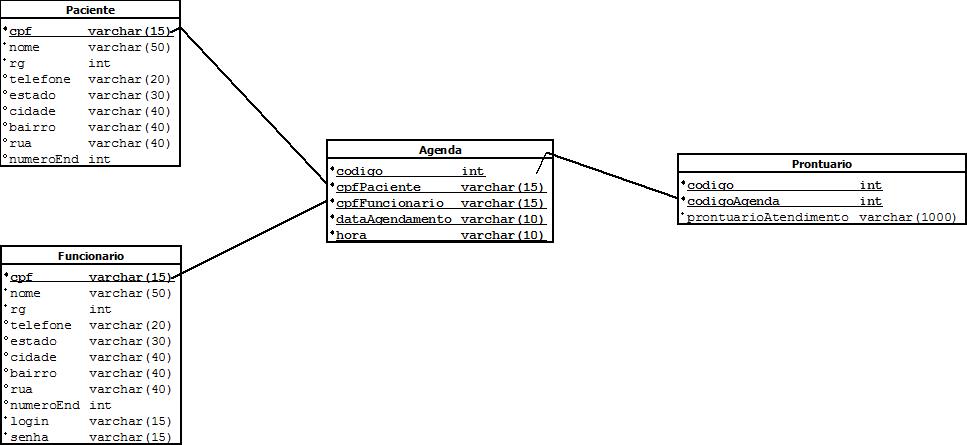 Paciente
cpf varchar(15)
nome varchar(50)
rg int
telefone varchar(20)
estado varchar(30)
cidade varchar(40)
bairro varchar(40)
rua varchar(40)
numeroEnd int
Agenda
codigo int
cpfPaciente varchar(15)
cpfFuncionario varchar(15)
dataAgendamento varchar(10)
hora varchar(10)
Prontuario
codigo int
codigoAgenda int
prontuarioAtendimento varchar(1000)
Funcionario
cpf varchar(15)
nome varchar(50)
rg int
telefone varchar(20)
estado varchar(30)
cidade varchar(40)
bairro varchar(40)
rua varchar(40)
numeroEnd int
login varchar(15)
senha varchar(15)